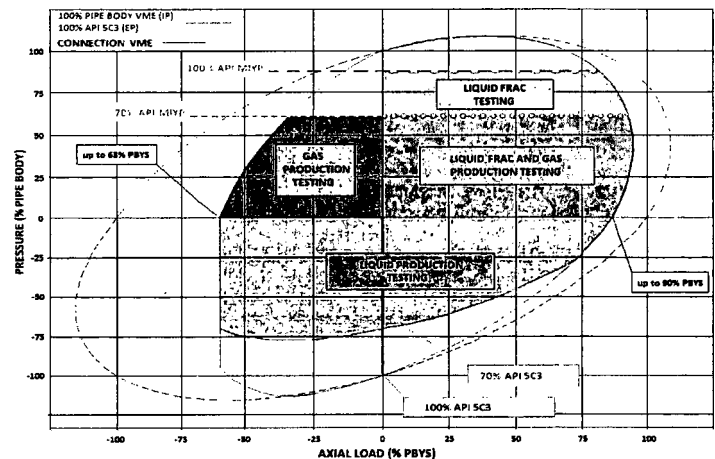 100% PIPE BODY VME (IP)
100% API 5C3 (EP)
CONNECTION VME
100
75
50
25
0
-25
-50
-75
-100
PRESSURE (% PIPE BODY)
100% API MIYP
70% API MIYP
LIQUID FRAC
TESTING
up to 63% PBYS
GAS
PRODUCTION
TESTING
LIQUID FRAC AND GAS
PRODUCTION TESTING
LIQUID PRODUCTION
TESTING
up to 90% PBYS
70% API 5C3
100% API 5C3
-100
-75
-50
-25
0
25
50
75
100
AXIAL LOAD (% PBYS)